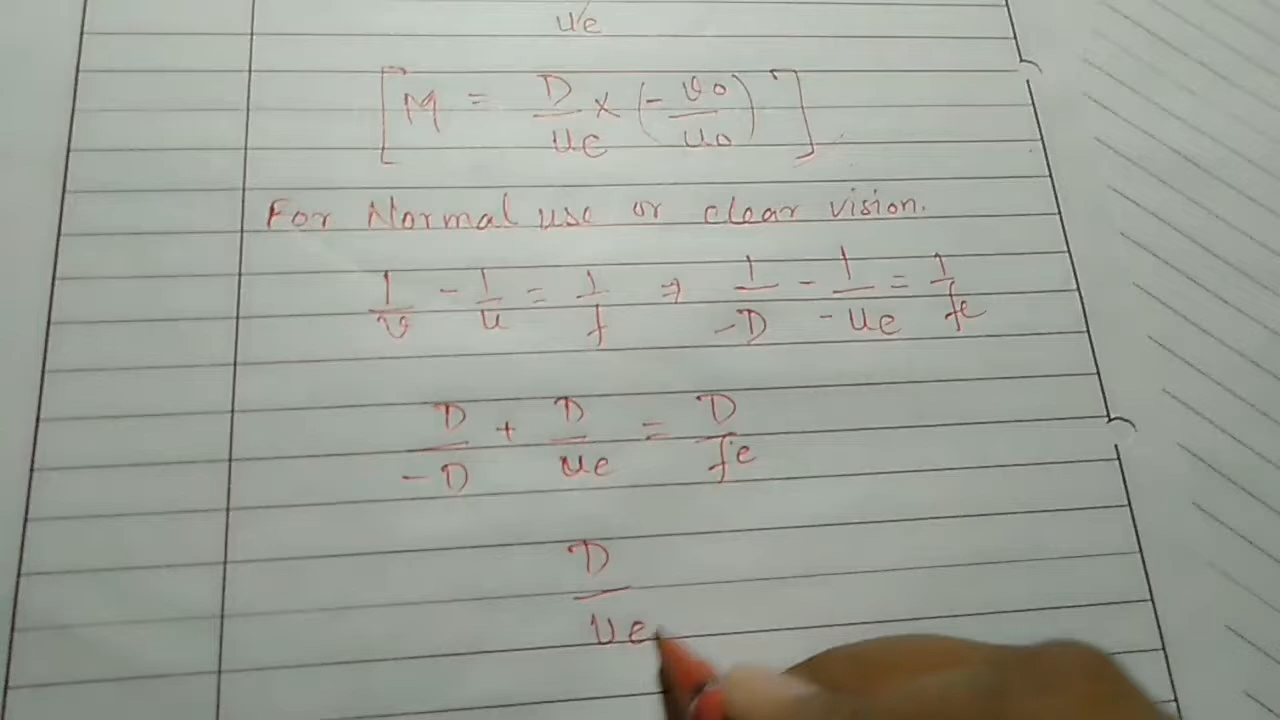 ue
[M = D/ue × (- vo/uo)]
For Normal use or clear vision.
1/v - 1/u = 1/f ⇒ 1/-D - 1/-ue = 1/fe
D/-D + D/ue = D/fe
D/ue